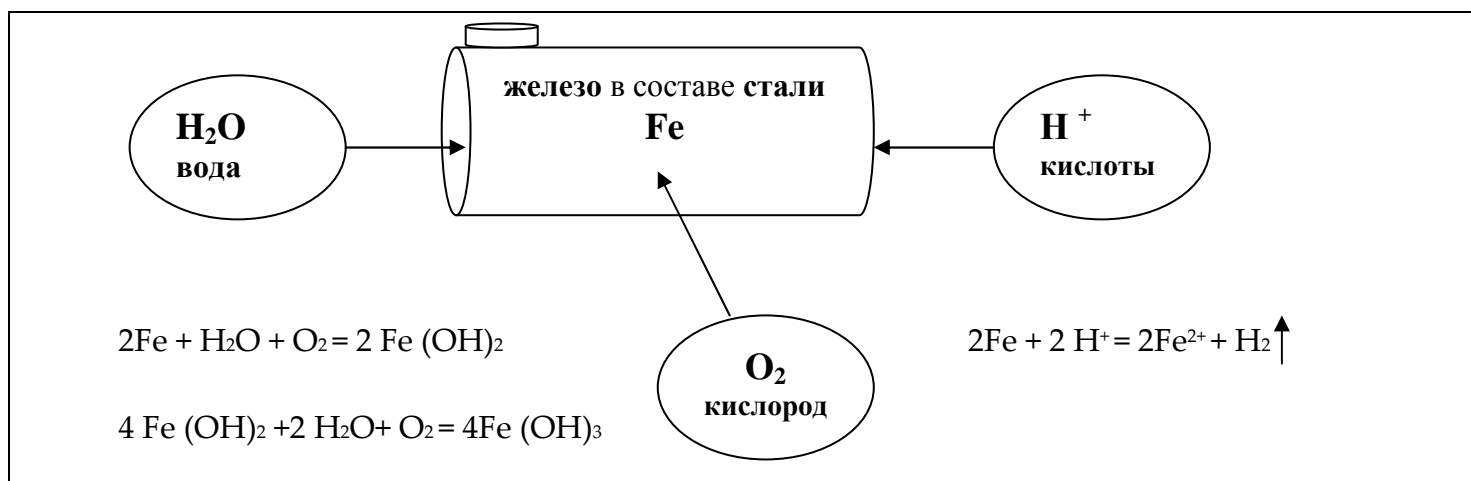 железо в составе стали
Fe
H₂O
вода
H⁺
кислоты
2Fe + H₂O + O₂ = 2 Fe (OH)₂
2Fe + 2 H⁺ = 2Fe²⁺ + H₂↑
O₂
кислород
4 Fe (OH)₂ +2 H₂O+ O₂ = 4Fe (OH)₃